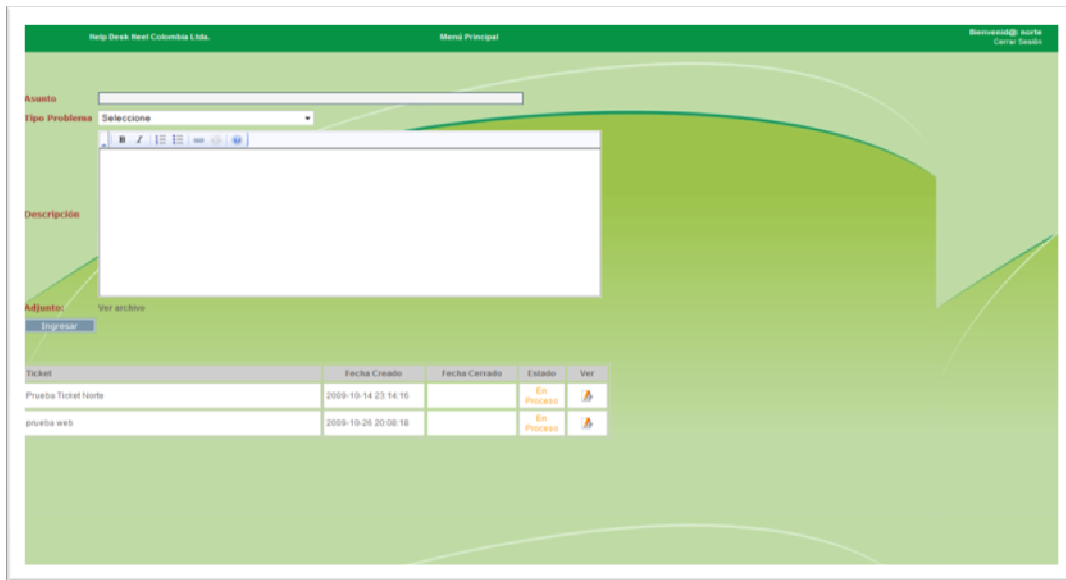 Help Desk Reel Colombia Ltda.
Menú Principal
Bienvenid@: norte
Cerrar Sesión
Asunto
Tipo Problema Seleccione
B I
Descripción
Adjunto: Ver archivo
Ingresar
Ticket Fecha Creado Fecha Cerrado Estado Ver
Prueba Ticket Norte 2009-10-14 23:14:16 En Proceso
prueba web 2009-10-26 20:08:18 En Proceso